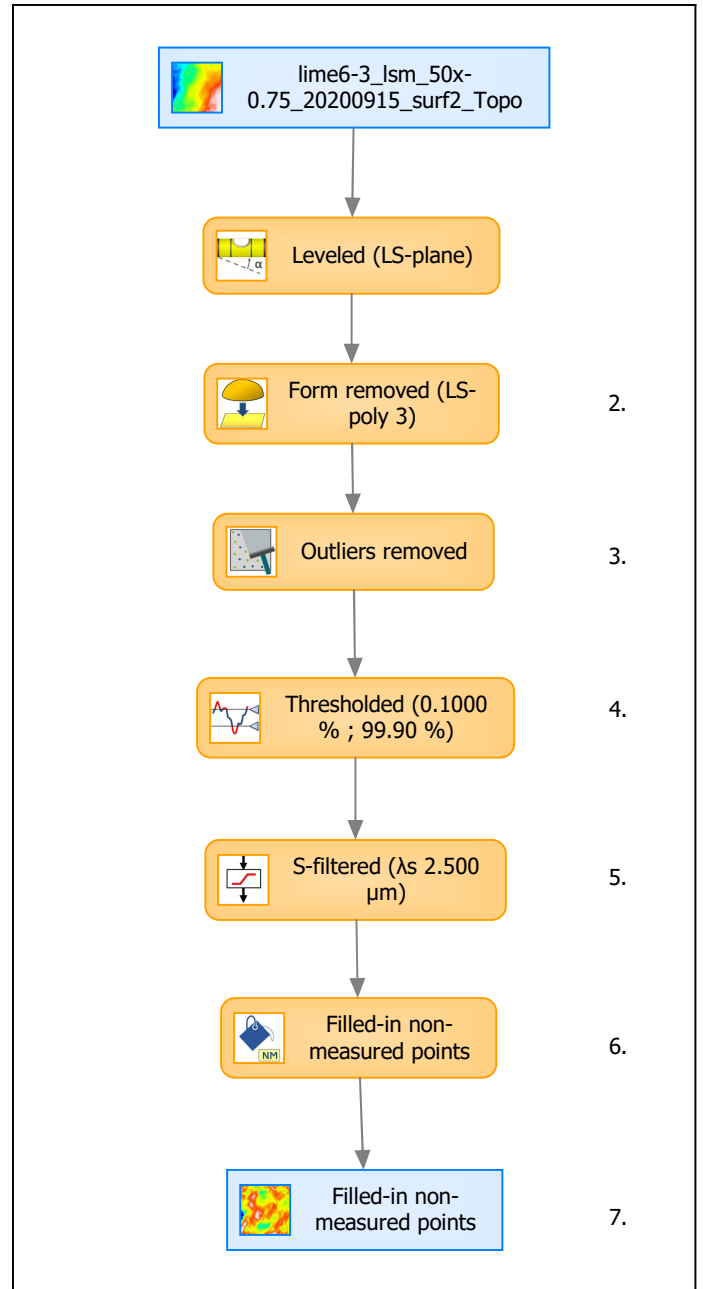 lime6-3_lsm_50x-
0.75_20200915_surf2_Topo
α
Leveled (LS-plane)
Form removed (LS-
poly 3)
2.
Outliers removed
3.
Thresholded (0.1000
% ; 99.90 %)
4.
S-filtered (λs 2.500
µm)
5.
NM
Filled-in non-
measured points
6.
Filled-in non-
measured points
7.